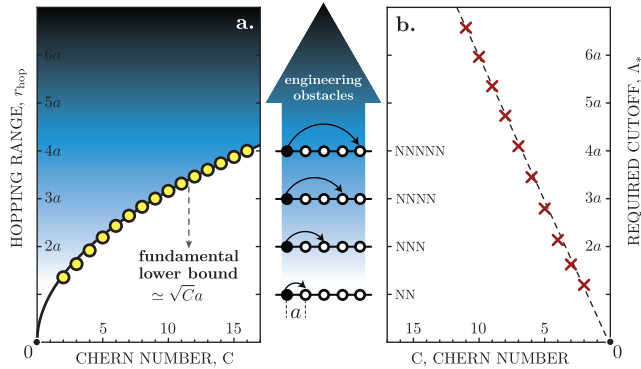 a.
HOPPING RANGE, r_hop
6a
5a
4a
3a
2a
fundamental
lower bound
≃ √C a
0
5
10
15
CHERN NUMBER, C
engineering
obstacles
NNNNN
NNNN
NNN
NN
a
b.
6a
5a
4a
3a
2a
REQUIRED CUTOFF, Λ*
15
10
5
0
C, CHERN NUMBER